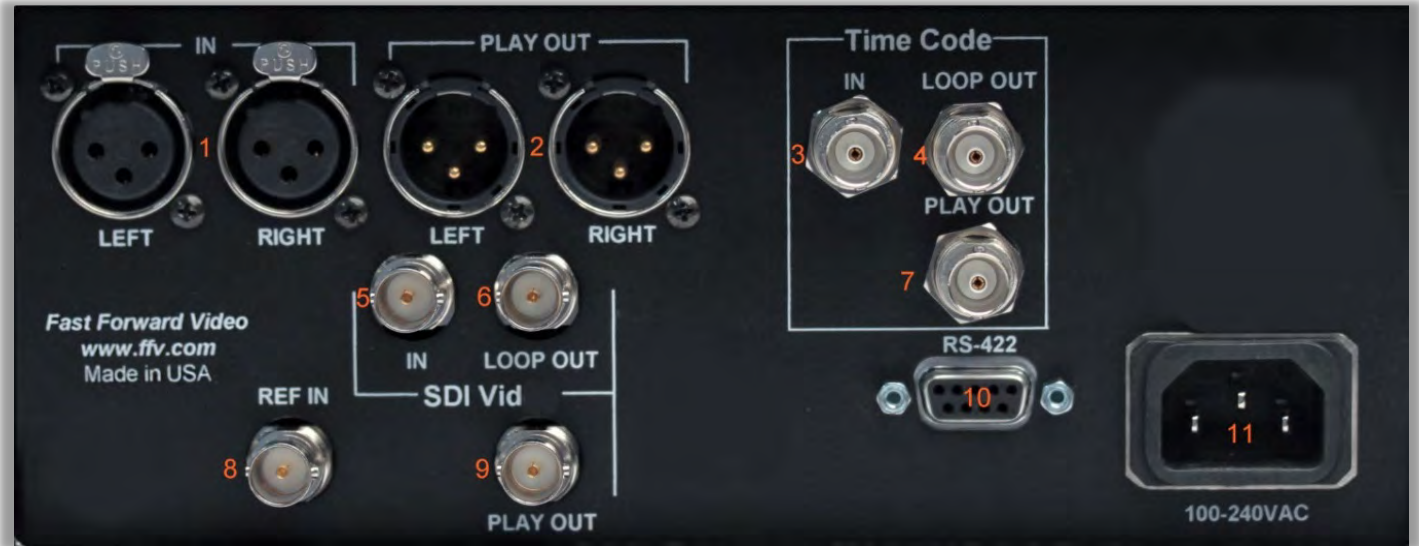 IN
PUSH
PUSH
1
LEFT
RIGHT
PLAY OUT
2
LEFT
RIGHT
Time Code
IN
LOOP OUT
3
4
PLAY OUT
7
5
6
IN
LOOP OUT
SDI Vid
Fast Forward Video
www.ffv.com
Made in USA
REF IN
8
9
PLAY OUT
RS-422
10
11
100-240VAC